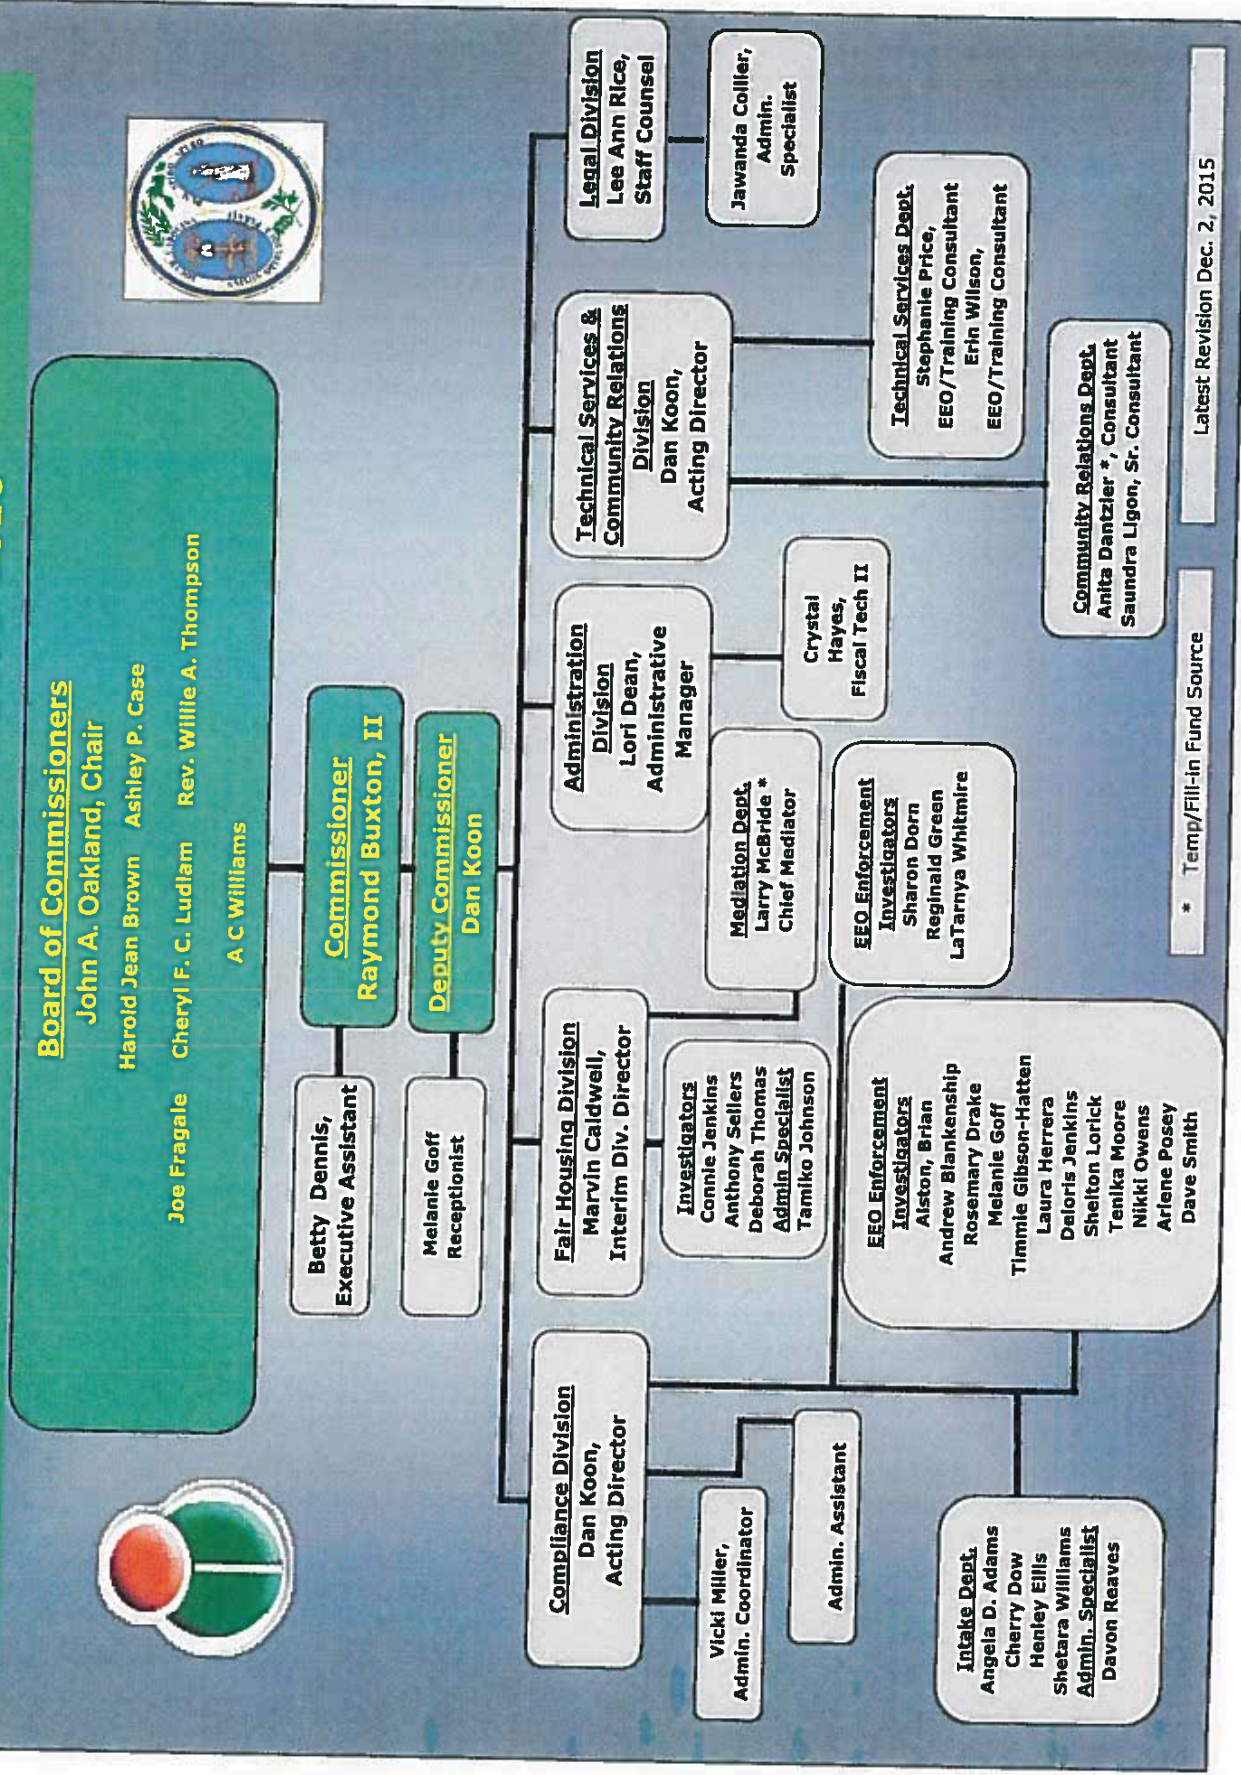 Board of Commissioners
John A. Oakland, Chair
Harold Jean Brown Ashley P. Case
Joe Fragale Cheryl F. C. Ludlam Rev. Willie A. Thompson
A C Williams
Commissioner
Raymond Buxton, II
Betty Dennis,
Executive Assistant
Deputy Commissioner
Dan Koon
Melanie Goff
Receptionist
Compliance Division
Dan Koon,
Acting Director
Fair Housing Division
Marvin Caldwell,
Interim Div. Director
Administration
Division
Lori Dean,
Administrative
Manager
Technical Services &
Community Relations
Division
Dan Koon,
Acting Director
Legal Division
Lee Ann Rice,
Staff Counsel
Vicki Miller,
Admin. Coordinator
Admin. Assistant
Investigators
Connie Jenkins
Anthony Sellers
Deborah Thomas
Admin Specialist
Tamiko Johnson
Mediation Dept.
Larry McBride *
Chief Mediator
Crystal
Hayes,
Fiscal Tech II
Jawanda Collier,
Admin.
Specialist
Technical Services Dept.
Stephanie Price,
EEO/Training Consultant
Erin Wilson,
EEO/Training Consultant
Intake Dept.
Angela D. Adams
Cherry Dow
Henley Ellis
Shetara Williams
Admin. Specialist
Davon Reaves
EEO Enforcement
Investigators
Alston, Brian
Andrew Blankenship
Rosemary Drake
Melanie Goff
Timmie Gibson-Hatten
Laura Herrera
Deloris Jenkins
Shelton Lorick
Tenika Moore
Nikki Owens
Arlene Posey
Dave Smith
EEO Enforcement
Investigators
Sharon Dorn
Reginald Green
LaTarnya Whitmire
Community Relations Dept.
Anita Dantzler *, Consultant
Saundra Ligon, Sr. Consultant
* Temp/Fill-in Fund Source
Latest Revision Dec. 2, 2015